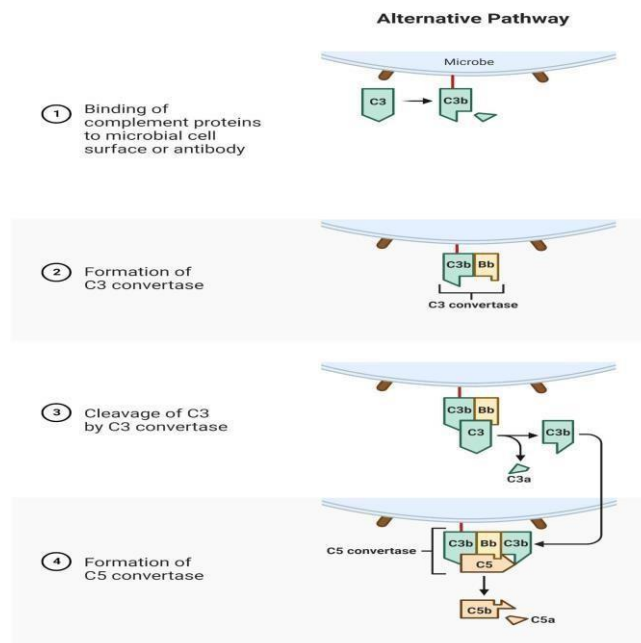 Alternative Pathway
Microbe
1
Binding of
complement proteins
to microbial cell
surface or antibody
C3
C3b
2
Formation of
C3 convertase
C3b
Bb
C3 convertase
3
Cleavage of C3
by C3 convertase
C3b
Bb
C3
C3b
C3a
4
Formation of
C5 convertase
C5 convertase
C3b
Bb
C3b
C5
C5b
C5a